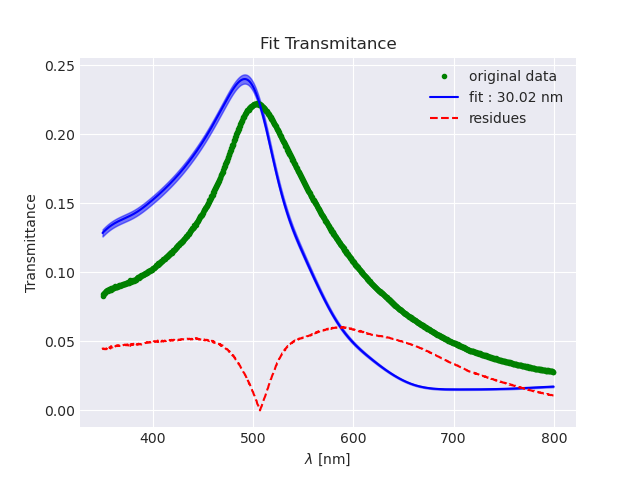 Fit Transmitance
original data
fit : 30.02 nm
residues
Transmittance
0.25
0.20
0.15
0.10
0.05
0.00
400 500 600 700 800
λ [nm]